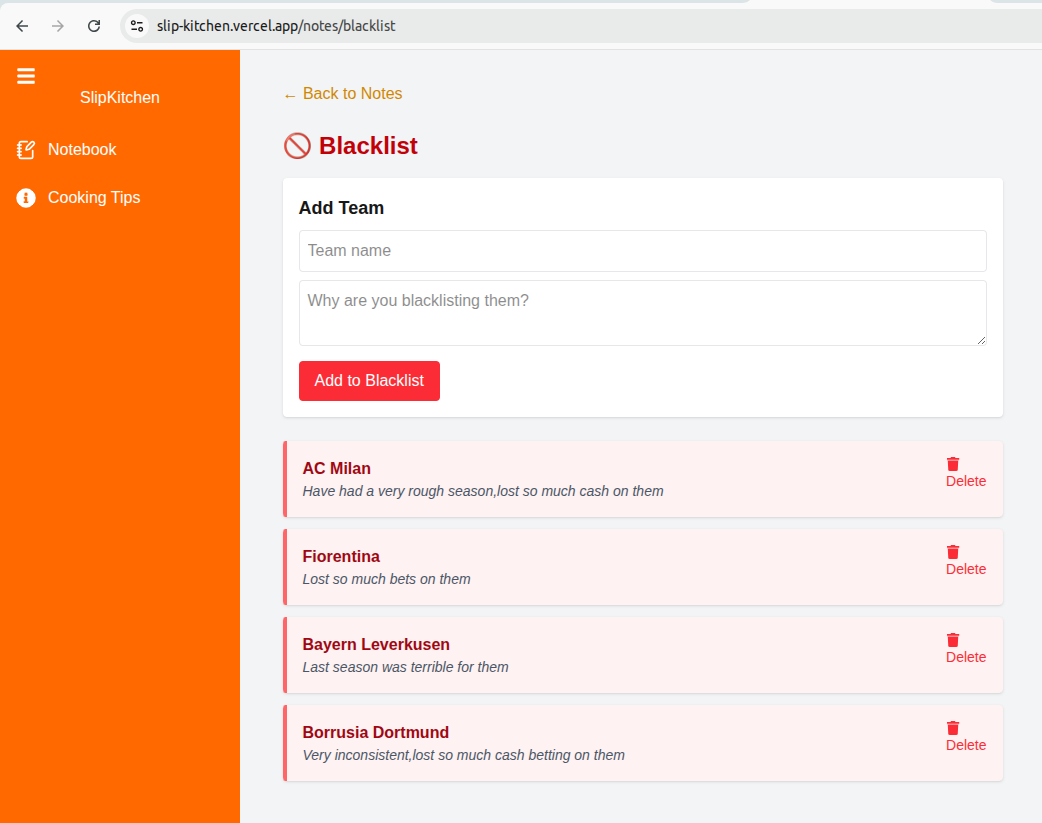 slip-kitchen.vercel.app/notes/blacklist
SlipKitchen
Notebook
Cooking Tips
← Back to Notes
🚫 Blacklist
Add Team
Team name
Why are you blacklisting them?
Add to Blacklist
AC Milan
Have had a very rough season,lost so much cash on them
Delete
Fiorentina
Lost so much bets on them
Delete
Bayern Leverkusen
Last season was terrible for them
Delete
Borrusia Dortmund
Very inconsistent,lost so much cash betting on them
Delete